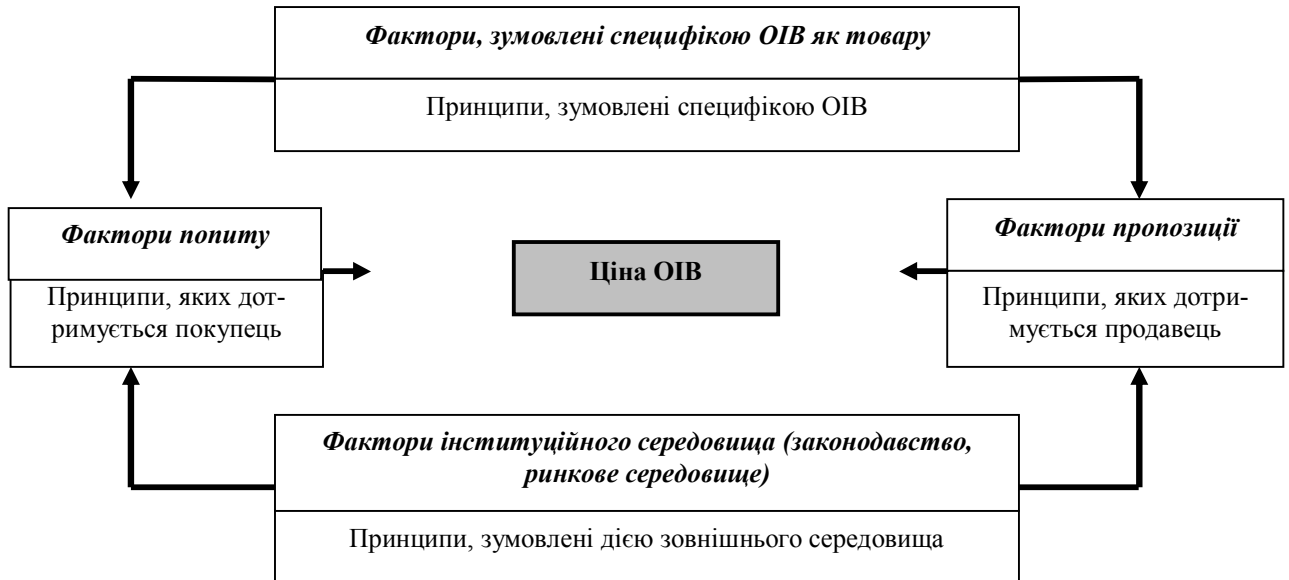 Фактори, зумовлені специфікою ОІВ як товару
Принципи, зумовлені специфікою ОІВ
Фактори попиту
Принципи, яких дот-
римується покупець
Ціна ОІВ
Фактори пропозиції
Принципи, яких дотри-
мується продавець
Фактори інституційного середовища (законодавство,
ринкове середовище)
Принципи, зумовлені дією зовнішнього середовища